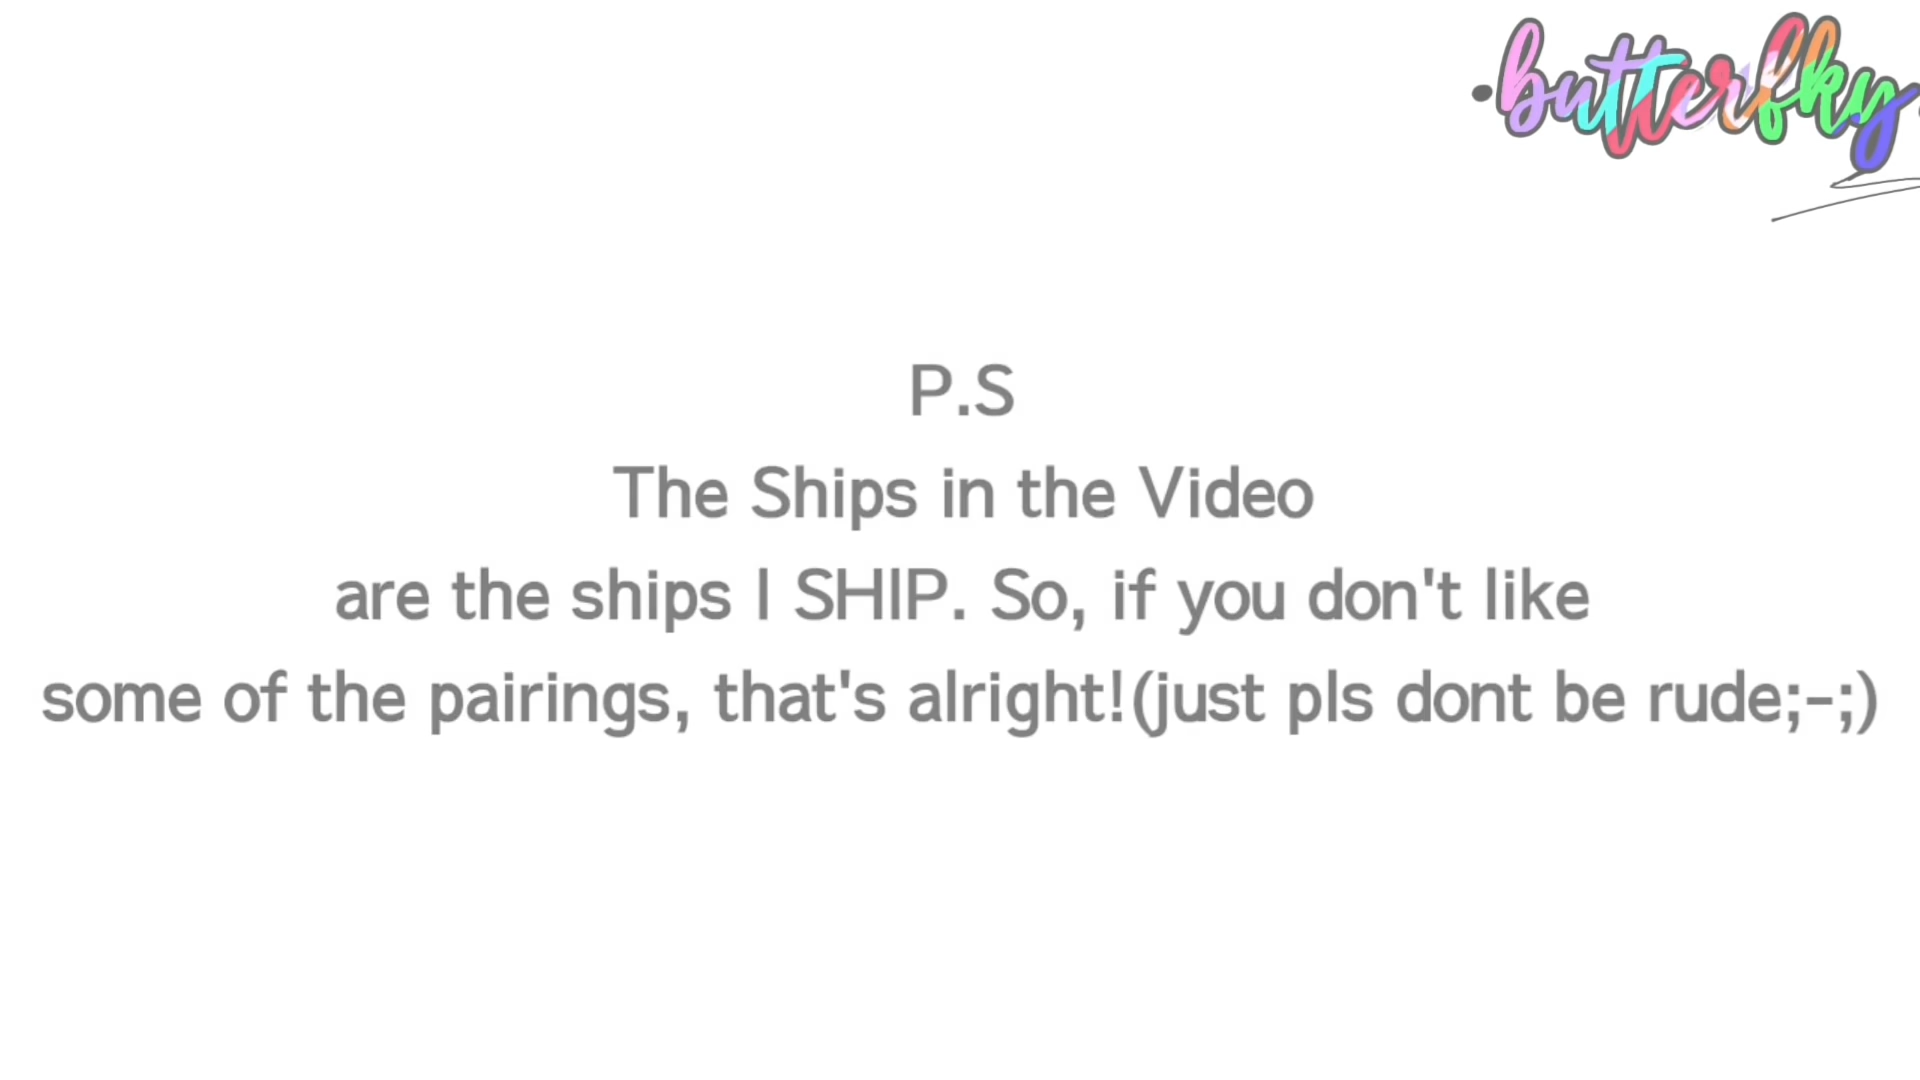 •butterfky
P.S
The Ships in the Video
are the ships I SHIP. So, if you don't like
some of the pairings, that's alright!(just pls dont be rude;-;)